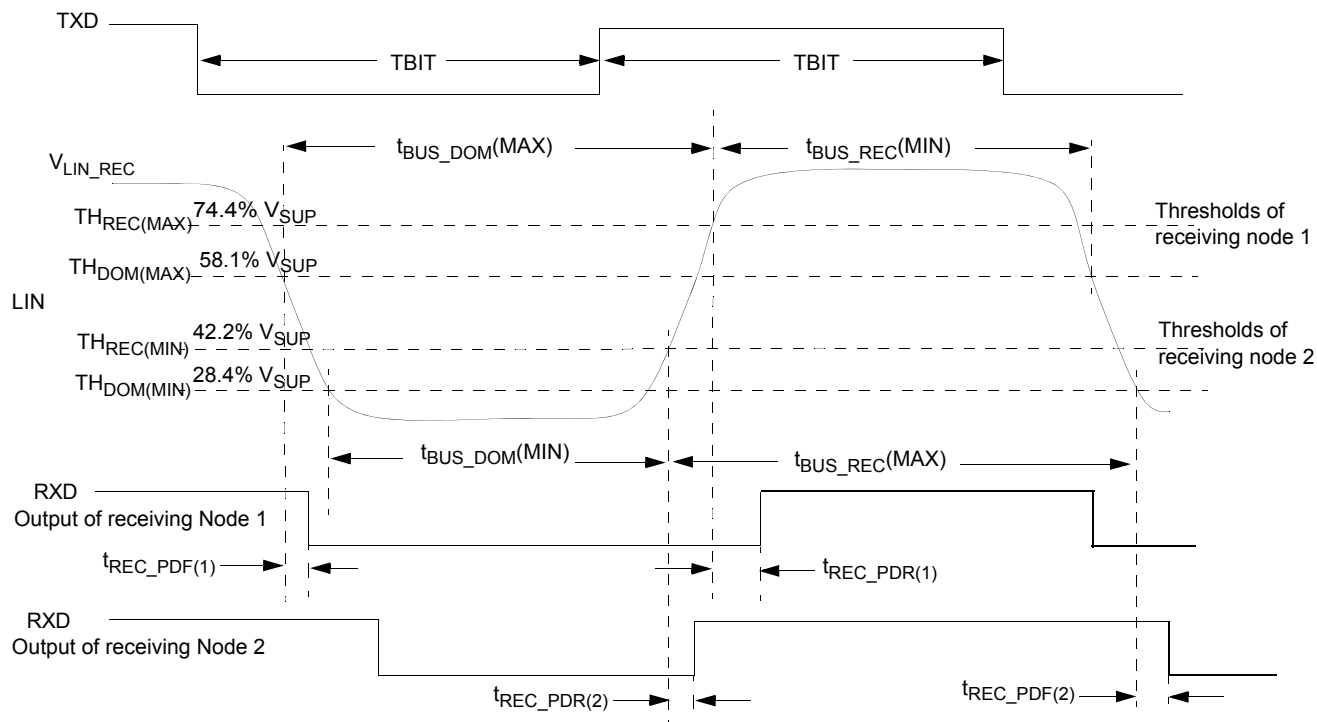 TXD
TBIT
TBIT
tBUS_DOM(MAX)
tBUS_REC(MIN)
VLIN_REC
THREC(MAX) 74.4% VSUP
Thresholds of
receiving node 1
THDOM(MAX) 58.1% VSUP
LIN
THREC(MIN) 42.2% VSUP
Thresholds of
receiving node 2
THDOM(MIN) 28.4% VSUP
tBUS_DOM(MIN)
tBUS_REC(MAX)
RXD
Output of receiving Node 1
tREC_PDF(1)
tREC_PDR(1)
RXD
Output of receiving Node 2
tREC_PDR(2)
tREC_PDF(2)